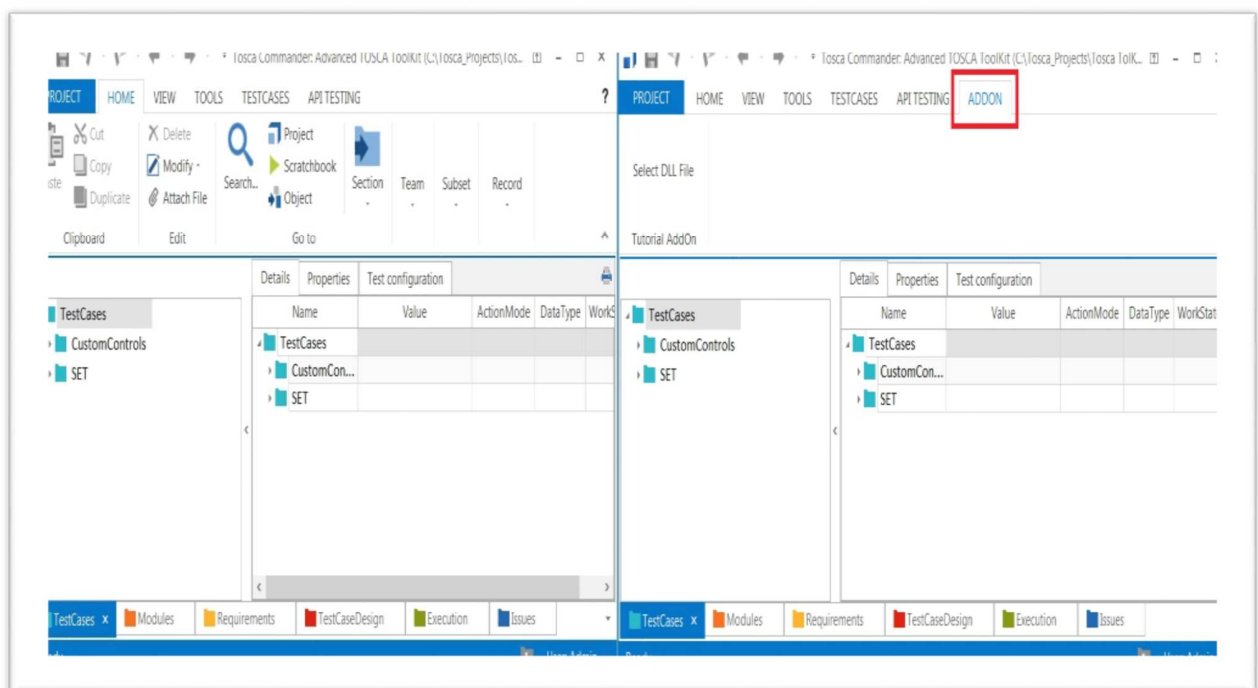 Tosca Commander: Advanced TOSCA ToolKit (C:\Tosca_Projects\Tos...
HOME VIEW TOOLS TESTCASES API TESTING ?
Cut
Copy
Duplicate
Clipboard
Delete
Modify
Attach File
Edit
Search..
Project
Scratchbook
Object
Go to
Section
Team
Subset
Record
TestCases
CustomControls
SET
Details Properties Test configuration
Name Value ActionMode DataType
TestCases
CustomCon...
SET
TestCases x Modules Requirements TestCaseDesign Execution Issues
Tosca Commander: Advanced TOSCA ToolKit (C:\Tosca_Projects\Tosca TolK...
PROJECT HOME VIEW TOOLS TESTCASES API TESTING ADDON
Select DLL File
Tutorial AddOn
TestCases
CustomControls
SET
Details Properties Test configuration
Name Value ActionMode DataType WorkStat
TestCases
CustomCon...
SET
TestCases x Modules Requirements TestCaseDesign Execution Issues